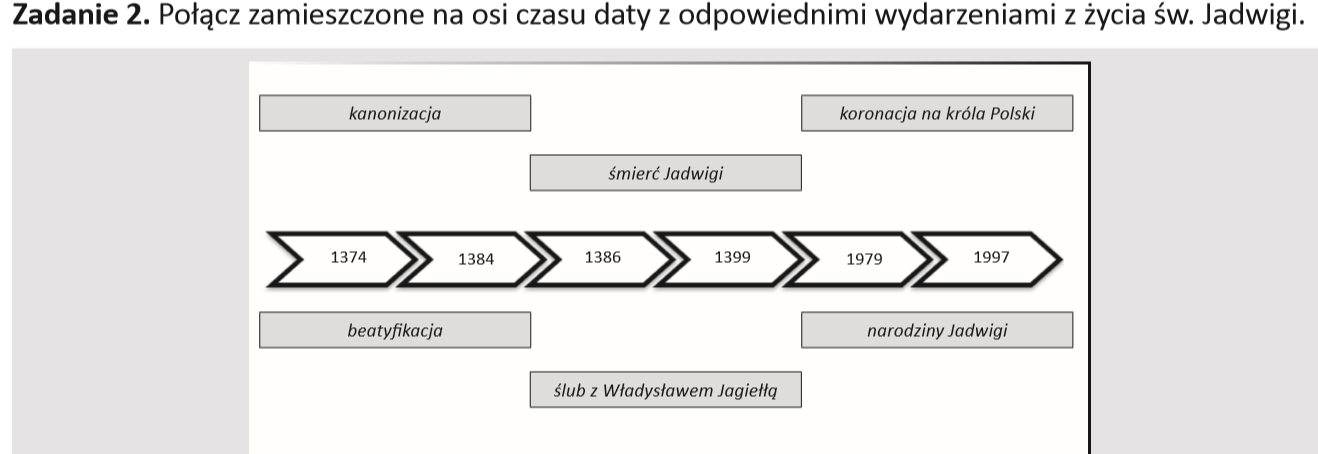 Zadanie 2. Połącz zamieszczone na osi czasu daty z odpowiednimi wydarzeniami z życia św. Jadwigi.
kanonizacja
koronacja na króla Polski
śmierć Jadwigi
1374 1384 1386 1399 1979 1997
beatyfikacja
narodziny Jadwigi
ślub z Władysławem Jagiełłą